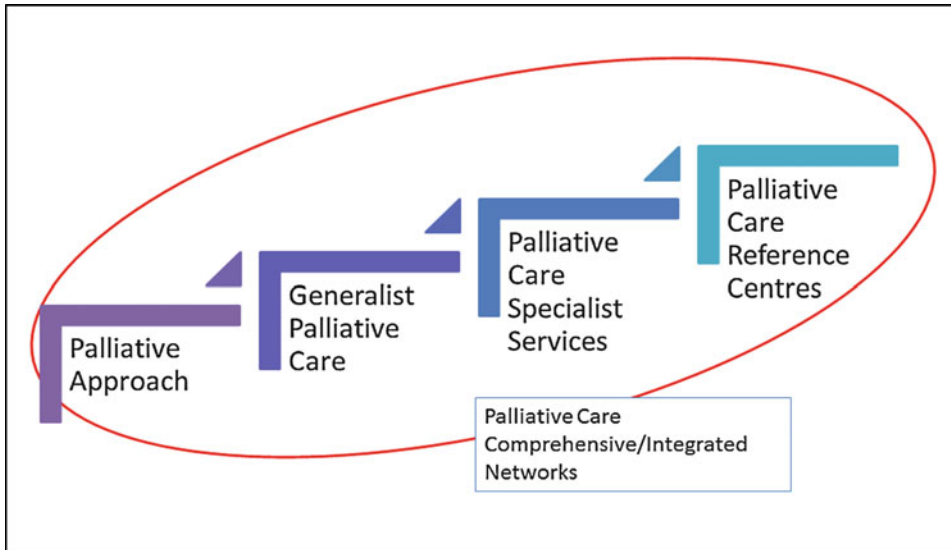 Palliative
Approach
Generalist
Palliative
Care
Palliative
Care
Specialist
Services
Palliative
Care
Reference
Centres
Palliative Care
Comprehensive/Integrated
Networks